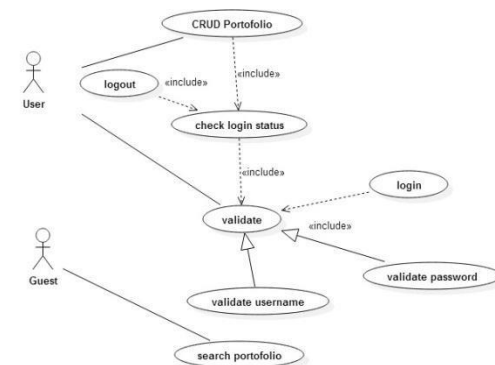 CRUD Portofolio
«include»
logout
«include»
User
check login status
«include»
login
validate
«include»
Guest
validate password
validate username
search portofolio